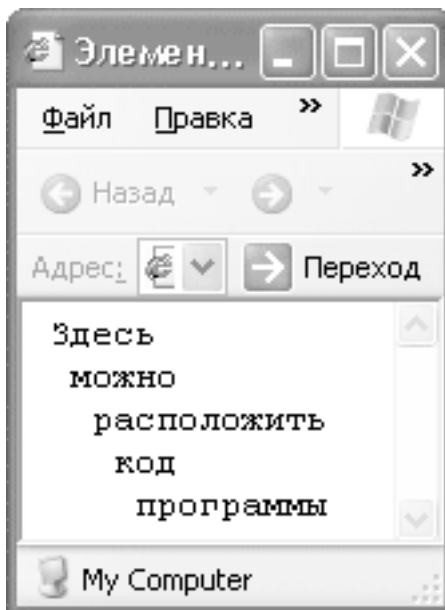 Элемен...
Файл Правка »
Назад »
Адрес: Переход
Здесь
можно
расположить
код
программы
My Computer